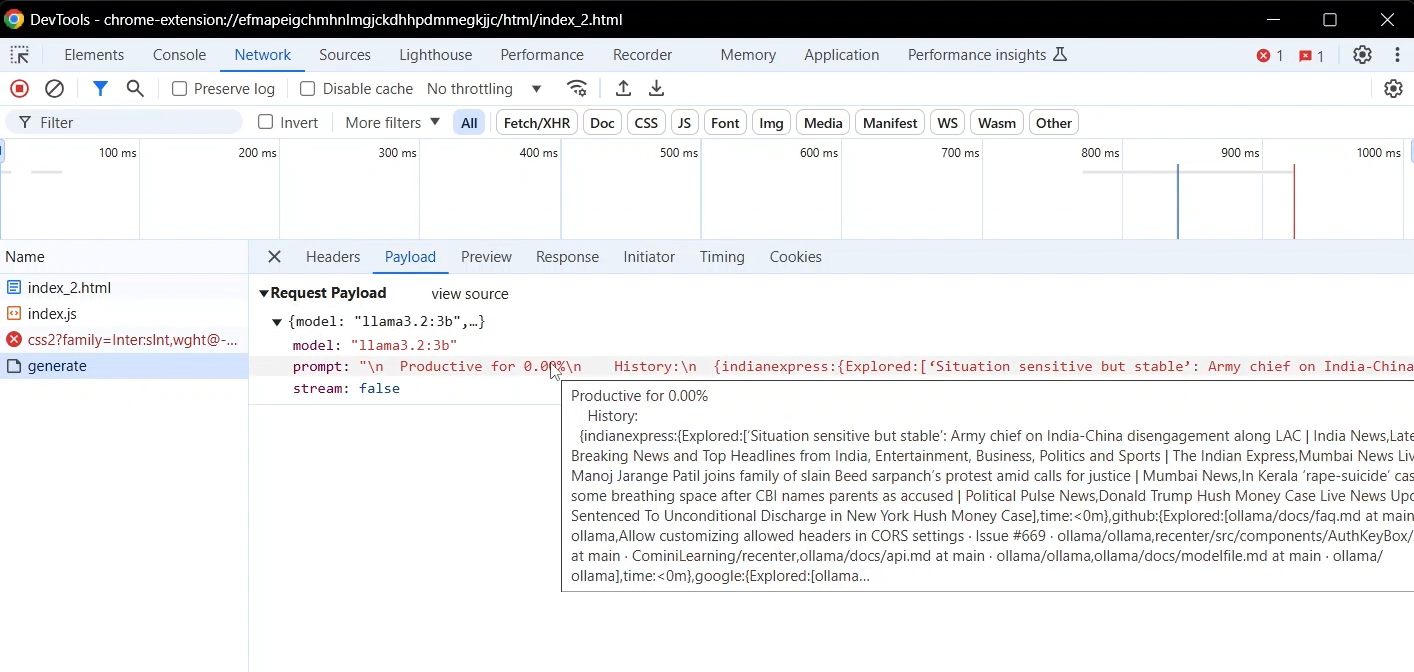 DevTools - chrome-extension://efmapeigchmhnlmgjckdhhpdmmegkjjc/html/index_2.html
Elements Console Network Sources Lighthouse Performance Recorder Memory Application Performance insights 1 1
Preserve log Disable cache No throttling
Filter Invert More filters All Fetch/XHR Doc CSS JS Font Img Media Manifest WS Wasm Other
100 ms 200 ms 300 ms 400 ms 500 ms 600 ms 700 ms 800 ms 900 ms 1000 ms
Name Headers Payload Preview Response Initiator Timing Cookies
index_2.html
index.js
css2?family=Inter:slnt,wght@-...
generate
Request Payload view source
{model: "llama3.2:3b",…}
model: "llama3.2:3b"
prompt: "\n Productive for 0.00%\n History:\n {indianexpress:{Explored:[‘Situation sensitive but stable’: Army chief on India-China
stream: false
Productive for 0.00%
History:
{indianexpress:{Explored:[‘Situation sensitive but stable’: Army chief on India-China disengagement along LAC | India News,Late
Breaking News and Top Headlines from India, Entertainment, Business, Politics and Sports | The Indian Express,Mumbai News Liv
Manoj Jarange Patil joins family of slain Beed sarpanch’s protest amid calls for justice | Mumbai News,In Kerala ‘rape-suicide’ cas
some breathing space after CBI names parents as accused | Political Pulse News,Donald Trump Hush Money Case Live News Upd
Sentenced To Unconditional Discharge in New York Hush Money Case],time:<0m},github:{Explored:[ollama/docs/faq.md at main
ollama,Allow customizing allowed headers in CORS settings · Issue #669 · ollama/ollama,recenter/src/components/AuthKeyBox/
at main · CominiLearning/recenter,ollama/docs/api.md at main · ollama/ollama,ollama/docs/modelfile.md at main · ollama/
ollama],time:<0m},google:{Explored:[ollama...